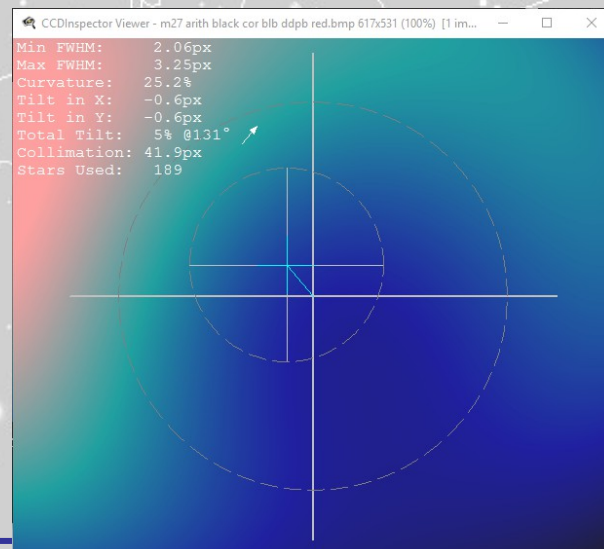 CCDInspector Viewer - m27 arith black cor blb ddpb red.bmp 617x531 (100%) [1 im...
Min FWHM: 2.06px
Max FWHM: 3.25px
Curvature: 25.2%
Tilt in X: -0.6px
Tilt in Y: -0.6px
Total Tilt: 5% @131°
Collimation: 41.9px
Stars Used: 189